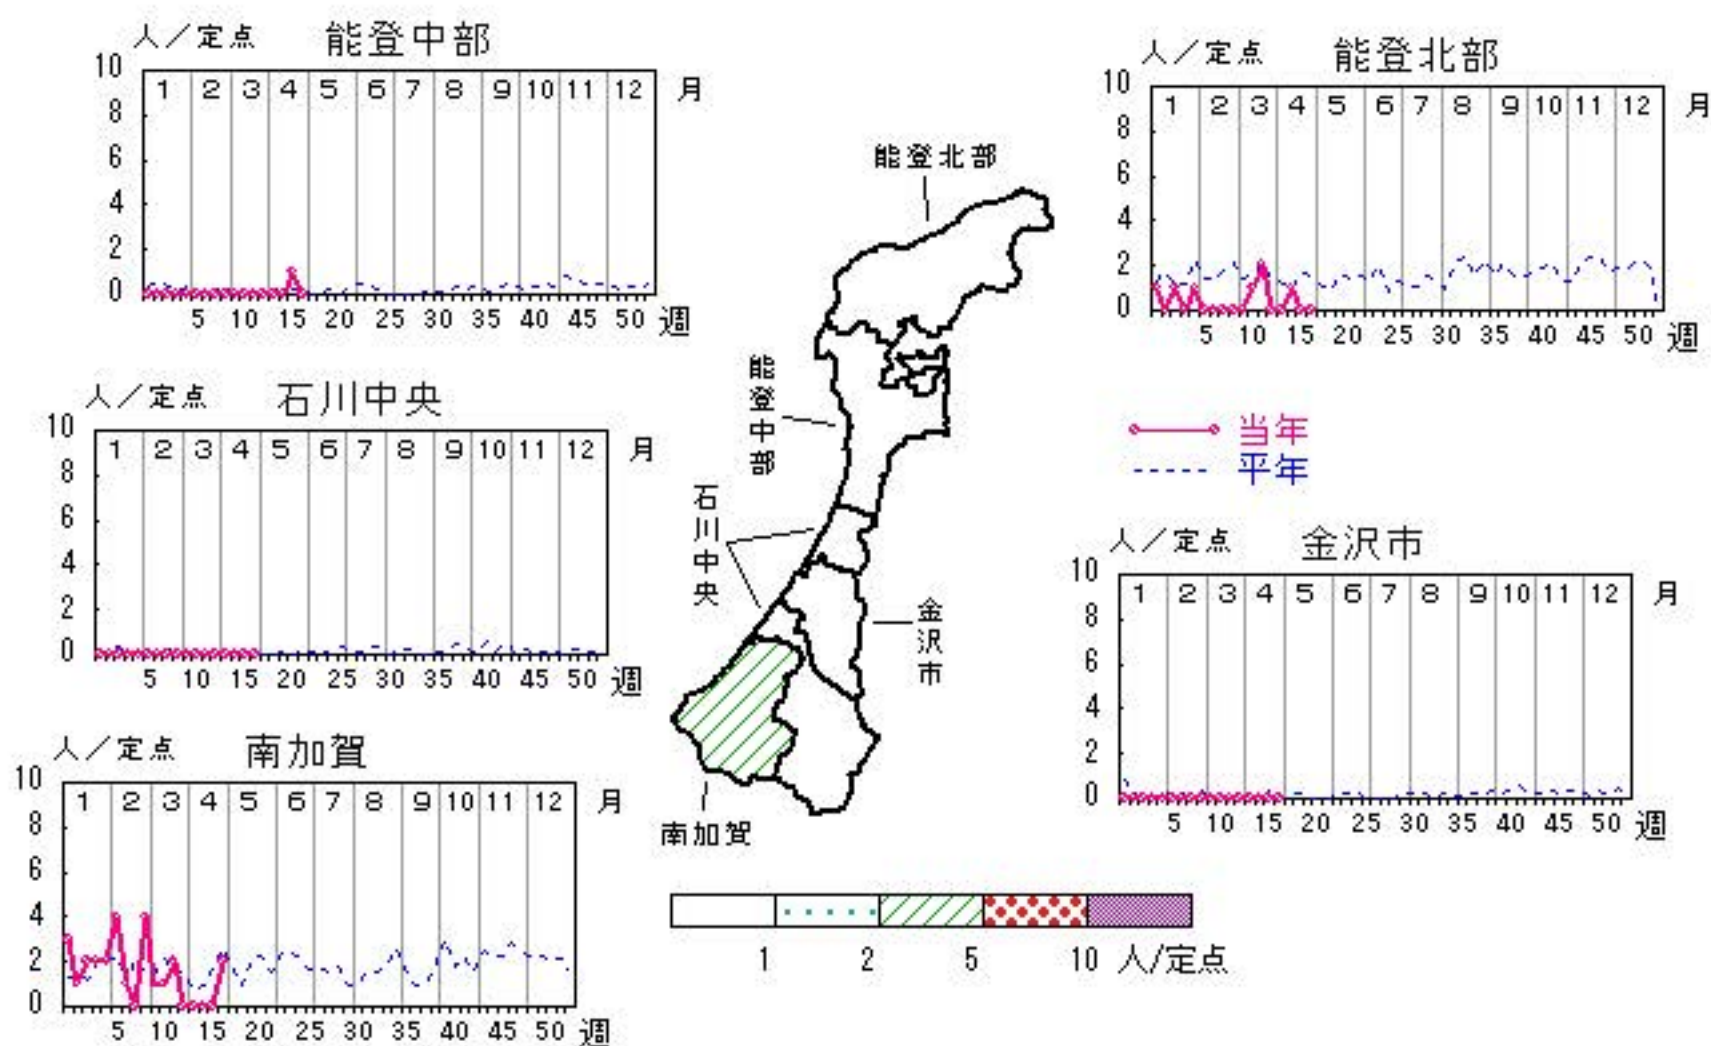 人／定点 能登中部
10 8 6 4 2 0
1 2 3 4 5 6 7 8 9 10 11 12 月
5 10 15 20 25 30 35 40 45 50 週
人／定点 能登北部
10 8 6 4 2 0
1 2 3 4 5 6 7 8 9 10 11 12 月
5 10 15 20 25 30 35 40 45 50 週
能登北部
能登中部
石川中央
金沢市
南加賀
人／定点 石川中央
10 8 6 4 2 0
1 2 3 4 5 6 7 8 9 10 11 12 月
5 10 15 20 25 30 35 40 45 50 週
当年
平年
人／定点 金沢市
10 8 6 4 2 0
1 2 3 4 5 6 7 8 9 10 11 12 月
5 10 15 20 25 30 35 40 45 50 週
人／定点 南加賀
10 8 6 4 2 0
1 2 3 4 5 6 7 8 9 10 11 12 月
5 10 15 20 25 30 35 40 45 50 週
1 2 5 10 人/定点